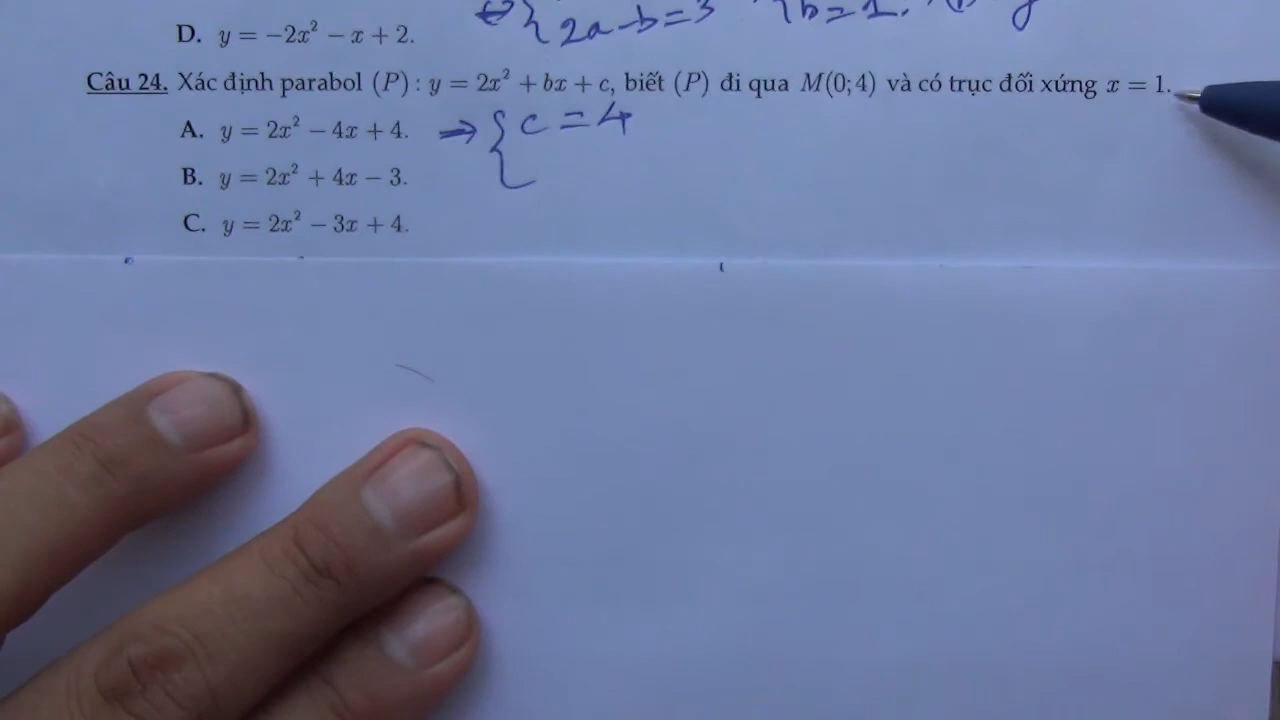 2a-b=3 b=1.
D. y = −2x² − x + 2.
Câu 24. Xác định parabol (P) : y = 2x² + bx + c, biết (P) đi qua M(0; 4) và có trục đối xứng x = 1.
A. y = 2x² − 4x + 4. ⇒ { c = 4
B. y = 2x² + 4x − 3.
C. y = 2x² − 3x + 4.